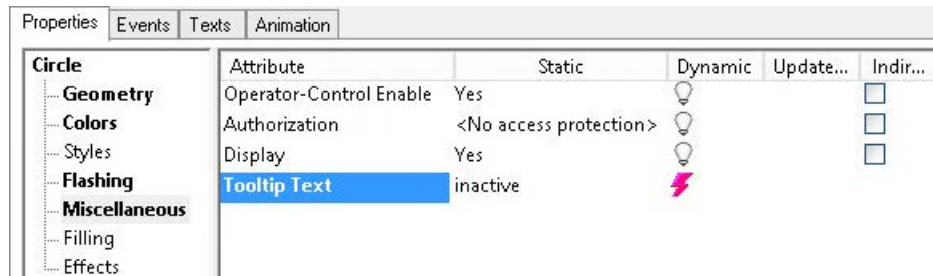 Properties Events Texts Animation
Circle Attribute Static Dynamic Update... Indir...
Geometry Operator-Control Enable Yes
Colors Authorization <No access protection>
Styles Display Yes
Flashing Tooltip Text inactive
Miscellaneous
Filling
Effects